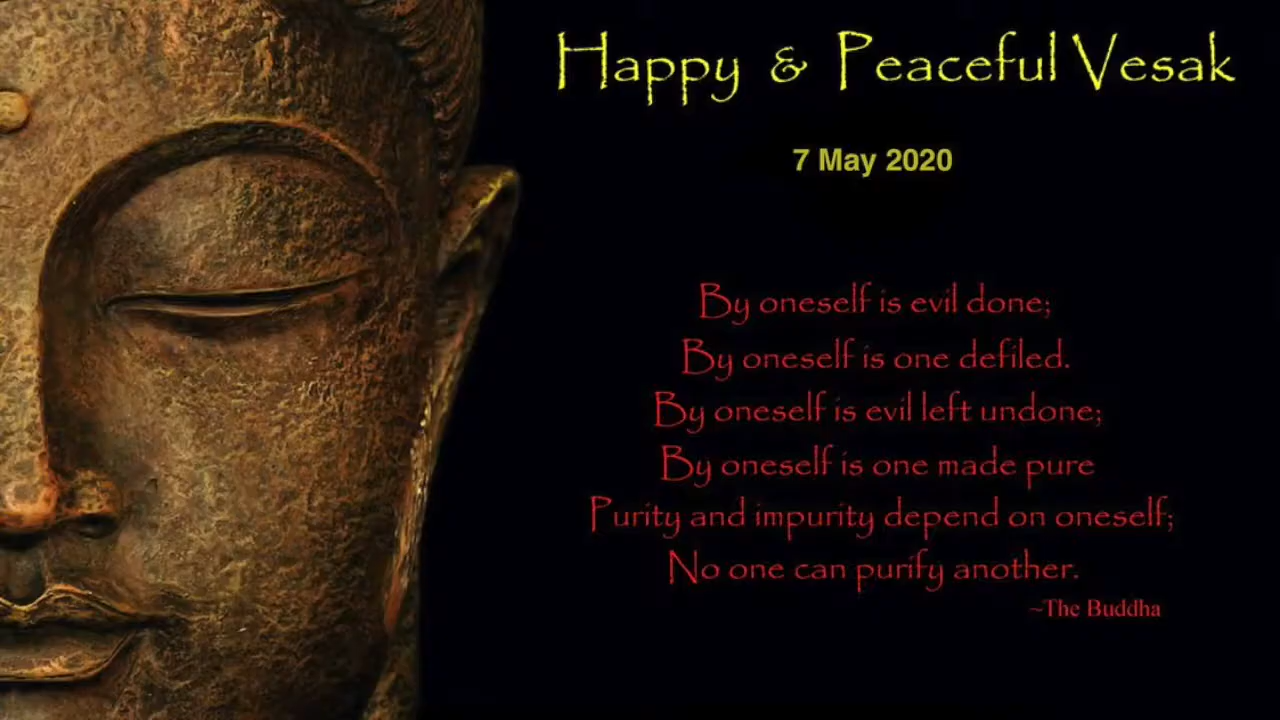 Happy & Peaceful Vesak
7 May 2020
By oneself is evil done;
By oneself is one defiled.
By oneself is evil left undone;
By oneself is one made pure
Purity and impurity depend on oneself;
No one can purify another.
~The Buddha